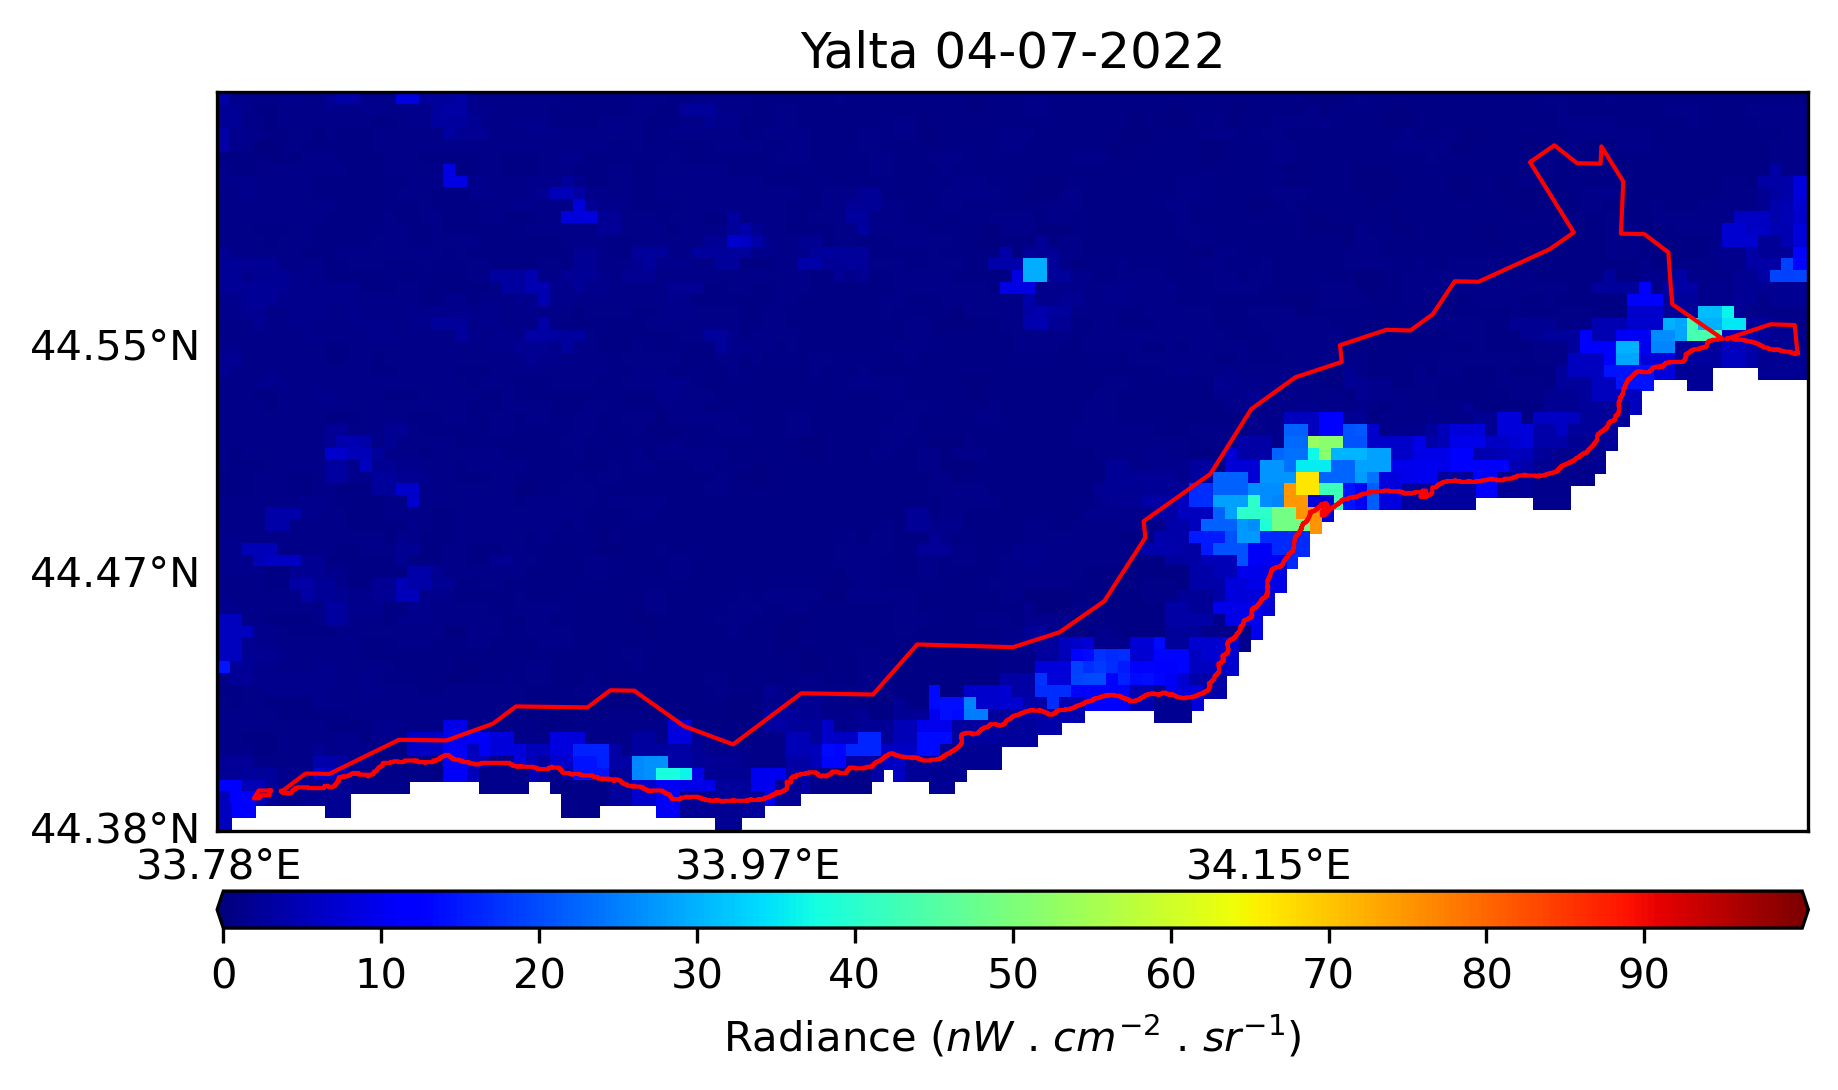 Yalta 04-07-2022
44.55°N
44.47°N
44.38°N
33.78°E 33.97°E 34.15°E
0 10 20 30 40 50 60 70 80 90
Radiance (nW . cm⁻² . sr⁻¹)